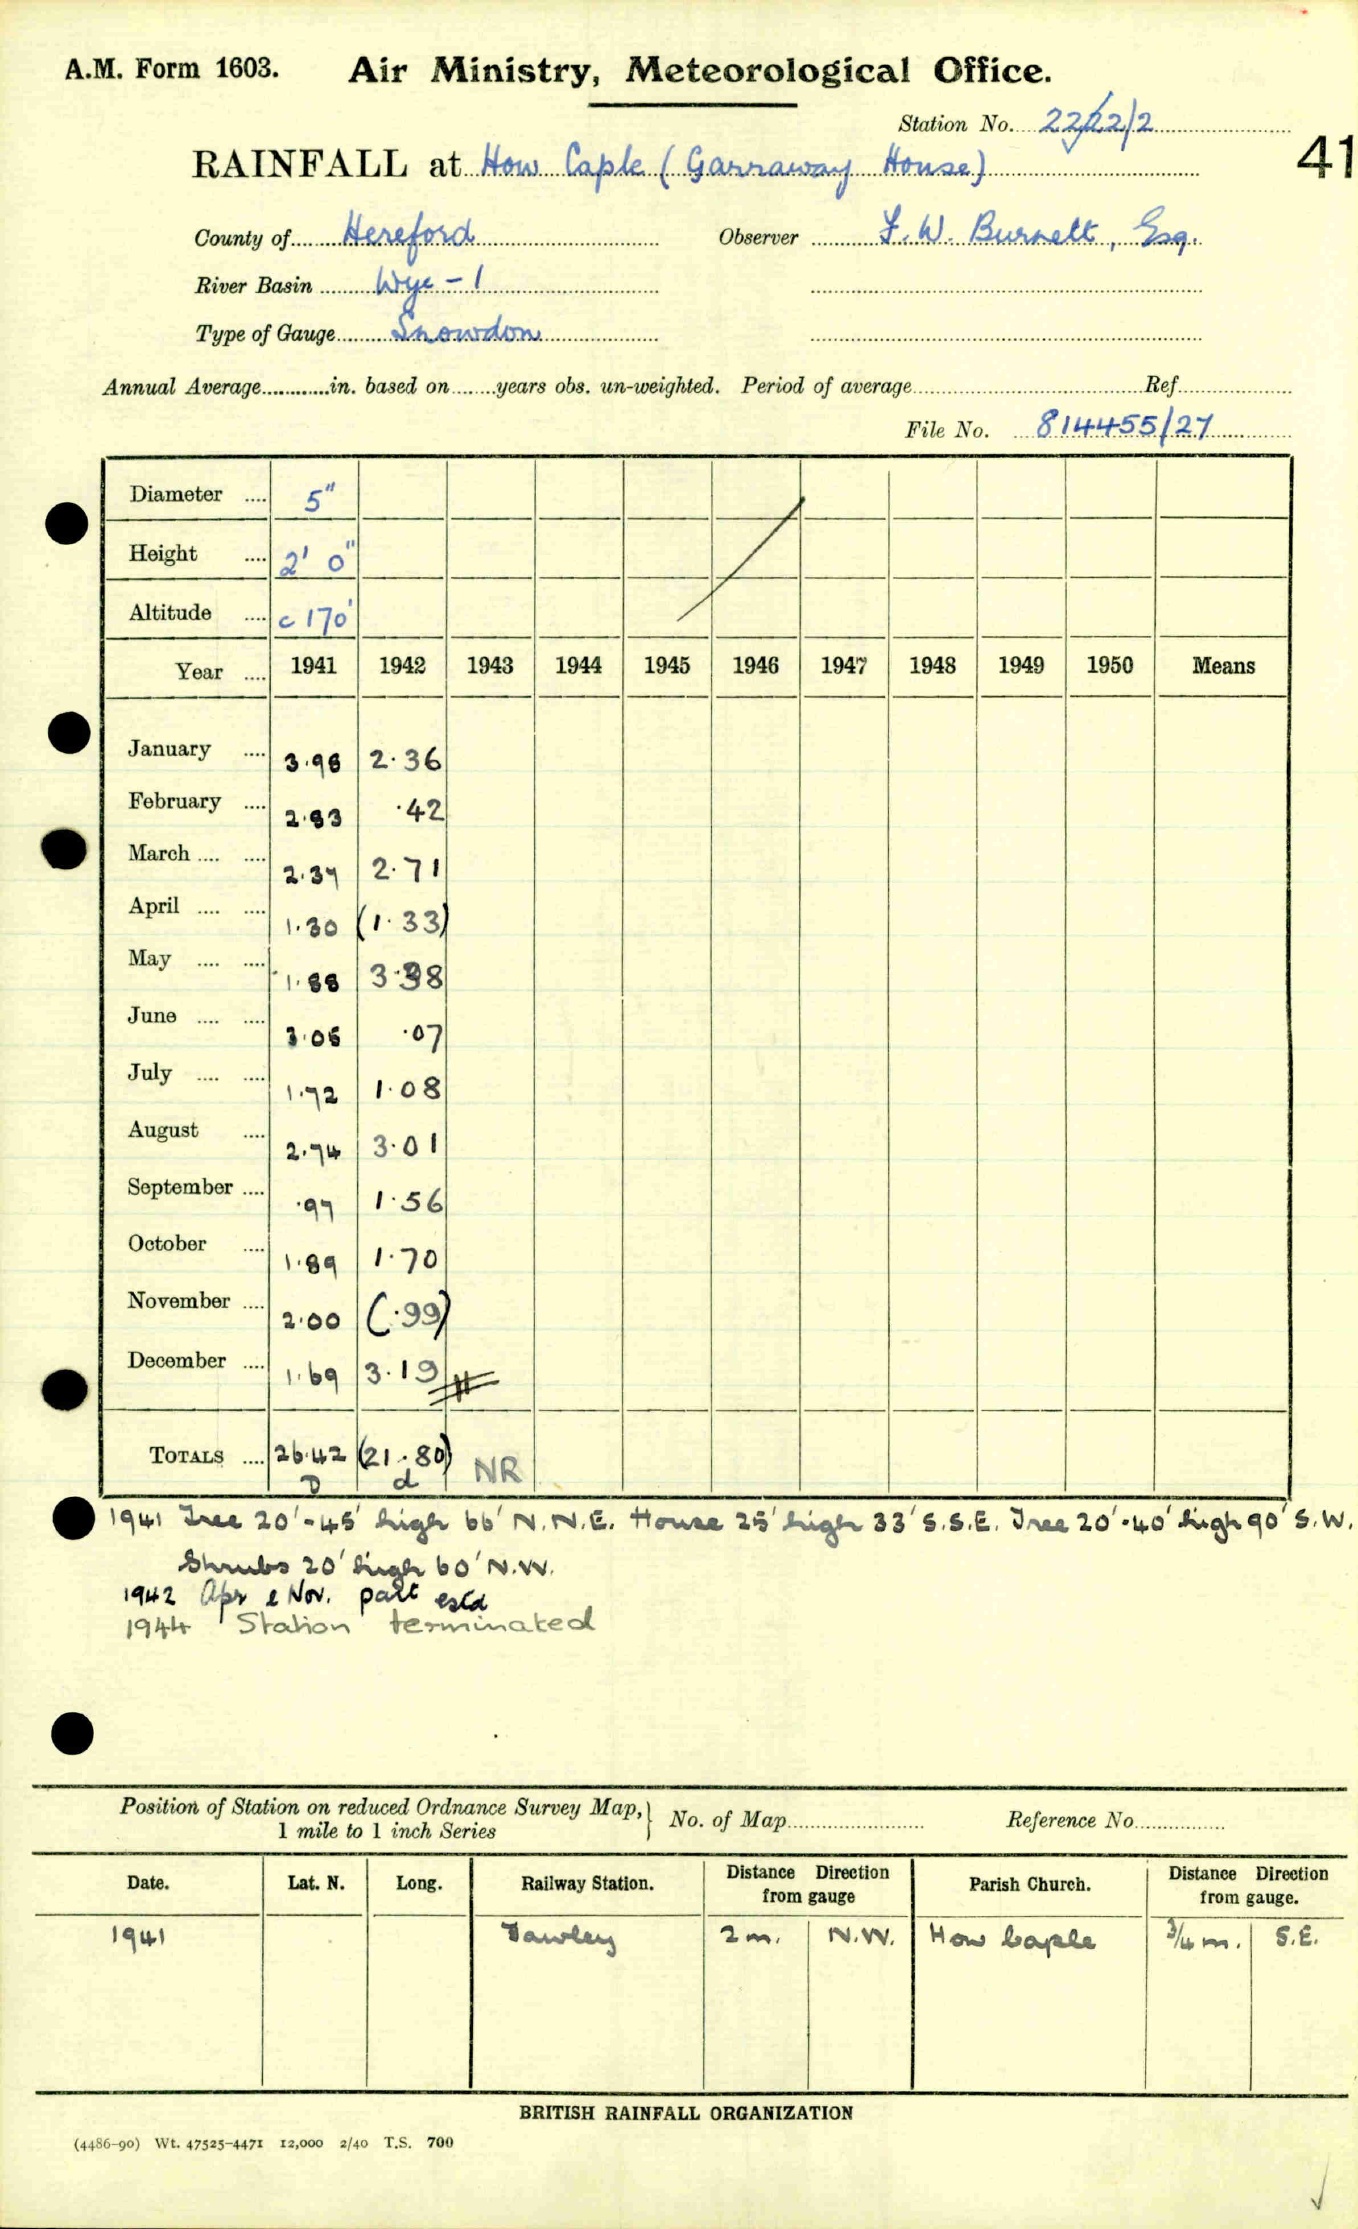 A.M. Form 1603. Air Ministry, Meteorological Office.
Station No. 2222/2
41
RAINFALL at How Caple (Garraway House)
County of Hereford Observer F. W. Burnett, Esq.
River Basin Wye - 1
Type of Gauge Snowdon
Annual Average............in. based on.......years obs. un-weighted. Period of average............ Ref............
File No. 814455/27
Diameter .... 5"
Height .... 2' 0"
Altitude .... c 170'
Year .... 1941 1942 1943 1944 1945 1946 1947 1948 1949 1950 Means
January .... 3.98 2.36
February .... 2.83 .42
March .... .... 2.37 2.71
April .... .... 1.30 (1.33)
May .... .... 1.88 3.38
June .... .... 3.05 .07
July .... .... 1.72 1.08
August .... 2.74 3.01
September .... .97 1.56
October .... 1.89 1.70
November .... 2.00 (.99)
December .... 1.69 3.19
TOTALS .... 26.42 (21.80) NR
D d
1941 Tree 20'-45' high 66' N.N.E. House 25' high 33' S.S.E. Tree 20'-40' high 90' S.W.
Shrubs 20' high 60' N.W.
1942 Apr & Nov. part estd
1944 Station terminated
Position of Station on reduced Ordnance Survey Map, 1 mile to 1 inch Series } No. of Map............ Reference No............
Date. Lat. N. Long. Railway Station. Distance Direction from gauge Parish Church. Distance Direction from gauge.
1941 Fawley 2 m. N.W. How Caple 3/4 m. S.E.
BRITISH RAINFALL ORGANIZATION
(4486-90) Wt. 47525-4471 12,000 2/40 T.S. 700